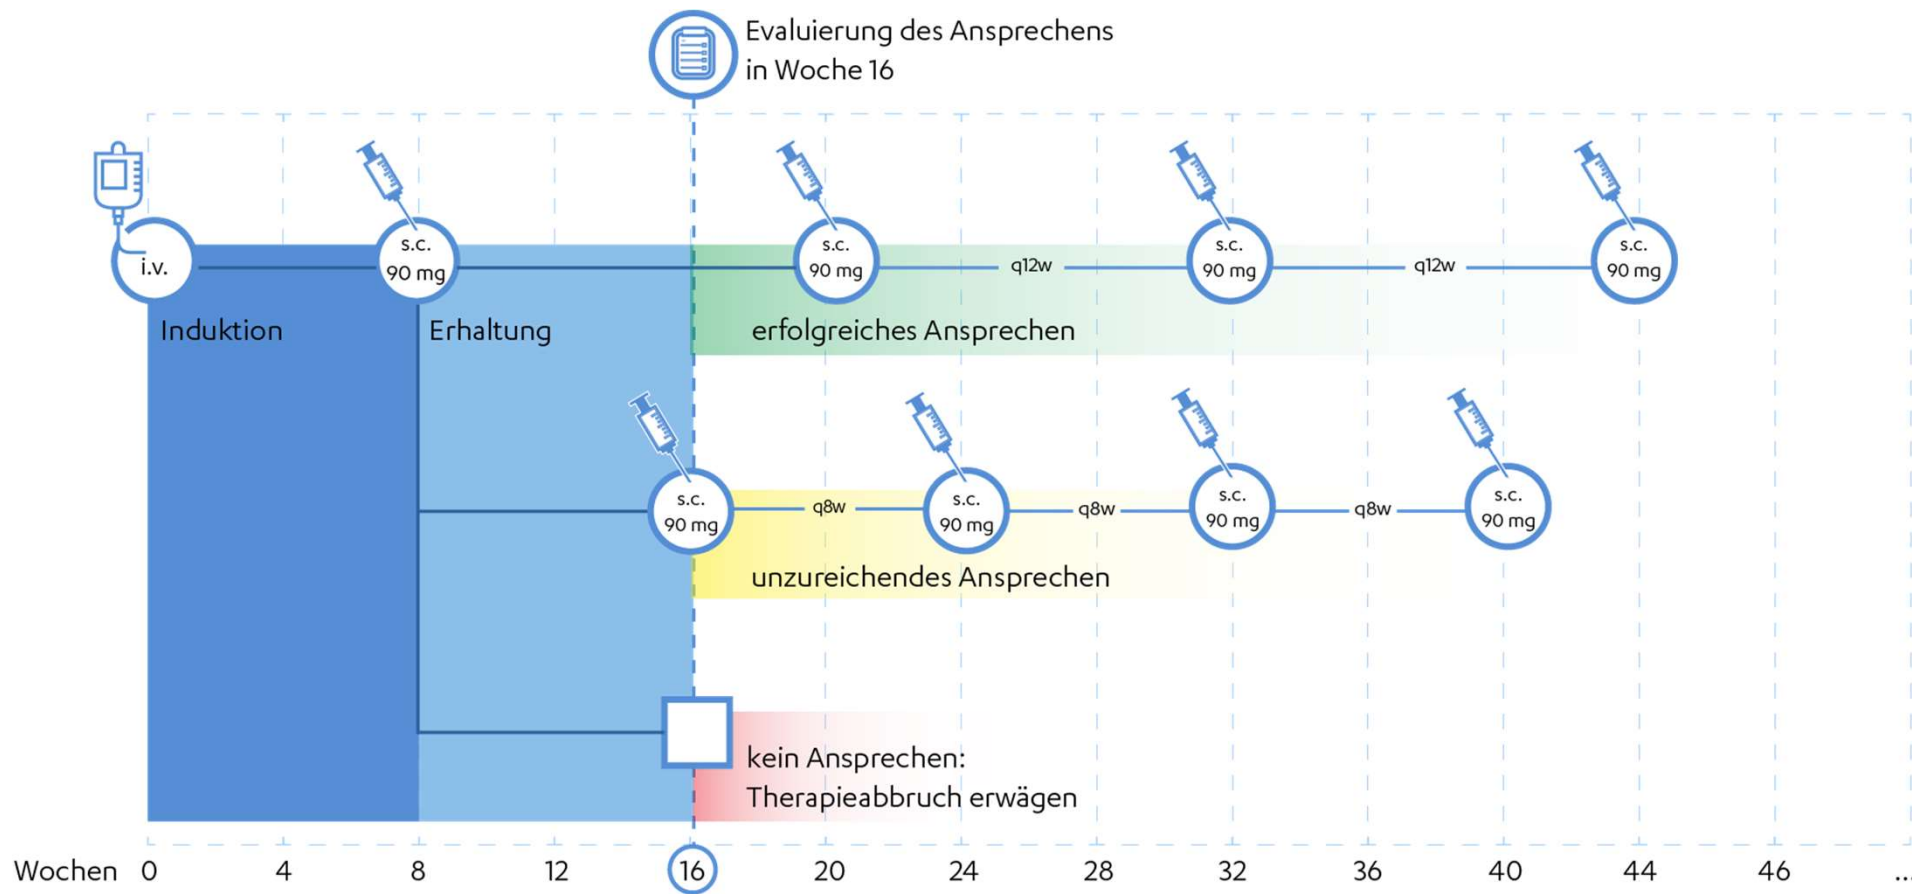 Evaluierung des Ansprechens
in Woche 16
i.v.
s.c.
90 mg
s.c.
90 mg
q12w
s.c.
90 mg
q12w
s.c.
90 mg
Induktion
Erhaltung
erfolgreiches Ansprechen
s.c.
90 mg
q8w
s.c.
90 mg
q8w
s.c.
90 mg
q8w
s.c.
90 mg
unzureichendes Ansprechen
kein Ansprechen:
Therapieabbruch erwägen
Wochen 0 4 8 12 16 20 24 28 32 36 40 44 46 ...